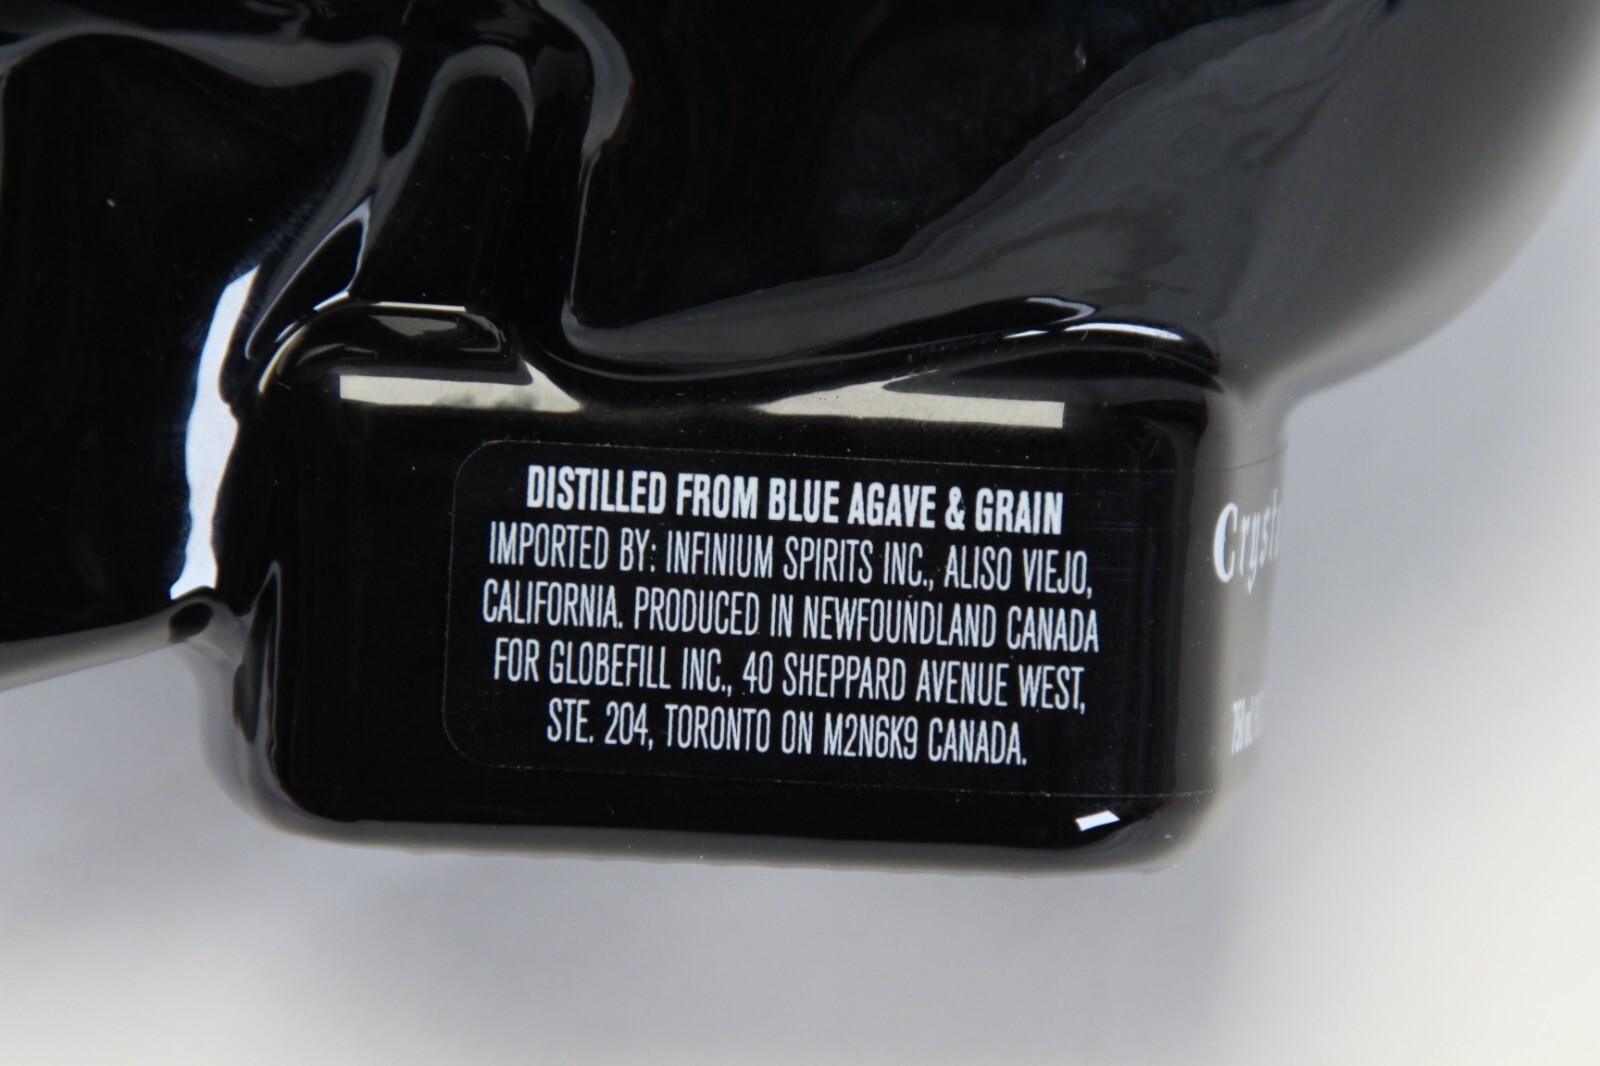 DISTILLED FROM BLUE AGAVE & GRAIN
IMPORTED BY: INFINIUM SPIRITS INC., ALISO VIEJO,
CALIFORNIA. PRODUCED IN NEWFOUNDLAND CANADA
FOR GLOBEFILL INC., 40 SHEPPARD AVENUE WEST,
STE. 204, TORONTO ON M2N6K9 CANADA.